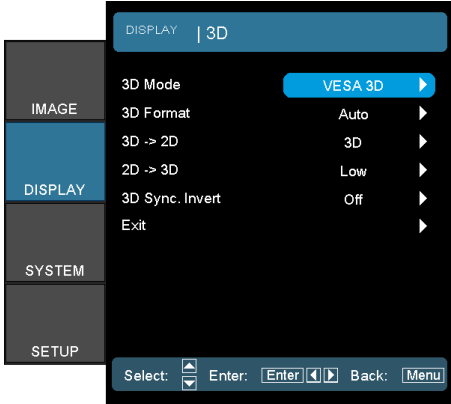 DISPLAY | 3D
3D Mode VESA 3D
3D Format Auto
3D -> 2D 3D
2D -> 3D Low
3D Sync. Invert Off
Exit
IMAGE
DISPLAY
SYSTEM
SETUP
Select: Enter: Enter Back: Menu